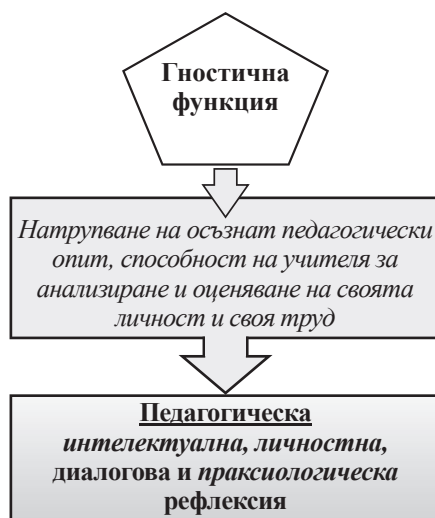 Гностична
функция
Натрупване на осъзнат педагогически
опит, способност на учителя за
анализиране и оценяване на своята
личност и своя труд
Педагогическа
интелектуална, личностна,
диалогова и праксиологическа
рефлексия